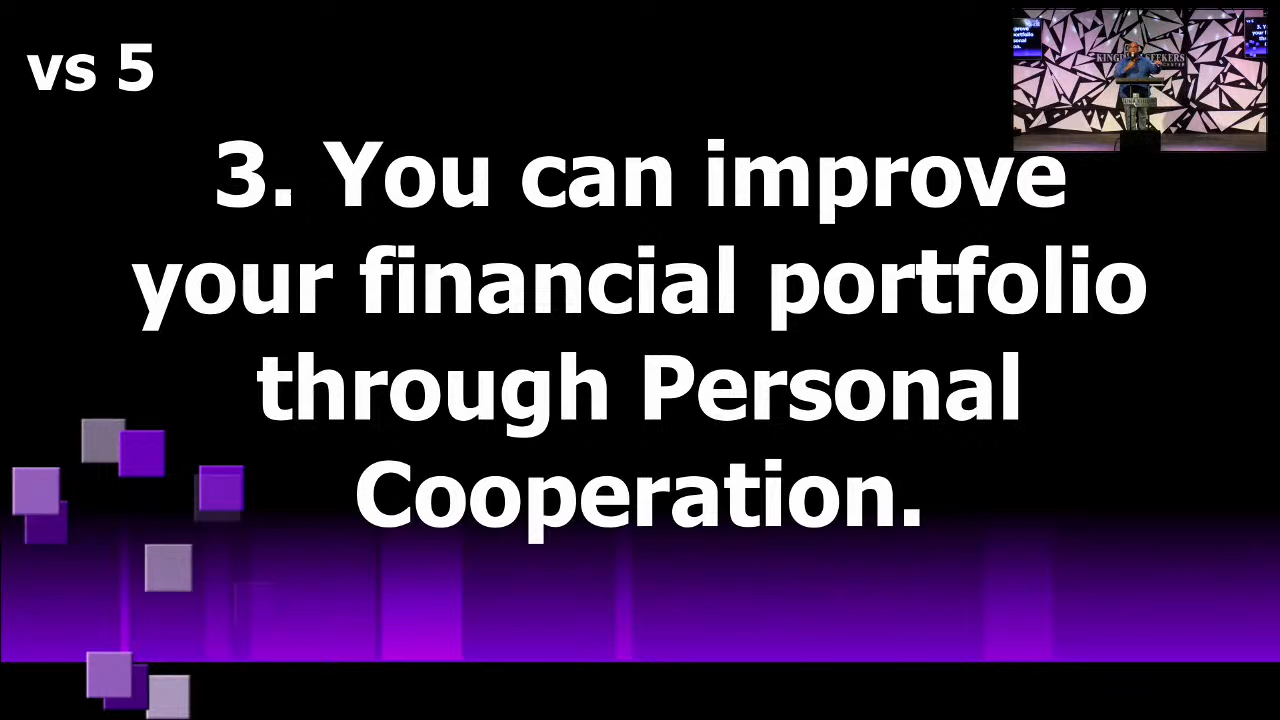 vs 5
3. You can improve
your financial portfolio
through Personal
Cooperation.